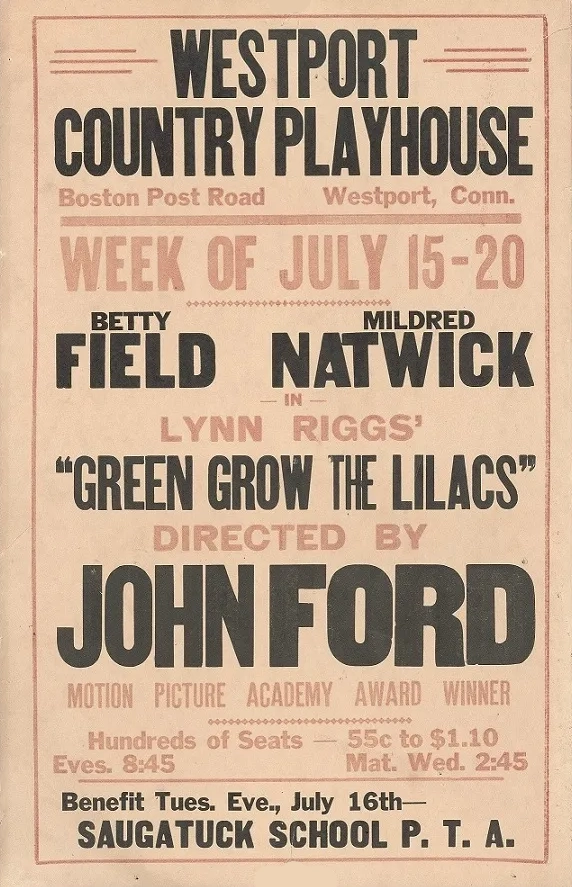 WESTPORT
COUNTRY PLAYHOUSE
Boston Post Road Westport, Conn.
WEEK OF JULY 15-20
BETTY MILDRED
FIELD NATWICK
— IN —
LYNN RIGGS'
“GREEN GROW THE LILACS”
DIRECTED BY
JOHN FORD
MOTION PICTURE ACADEMY AWARD WINNER
Hundreds of Seats — 55c to $1.10
Eves. 8:45 Mat. Wed. 2:45
Benefit Tues. Eve., July 16th—
SAUGATUCK SCHOOL P. T. A.